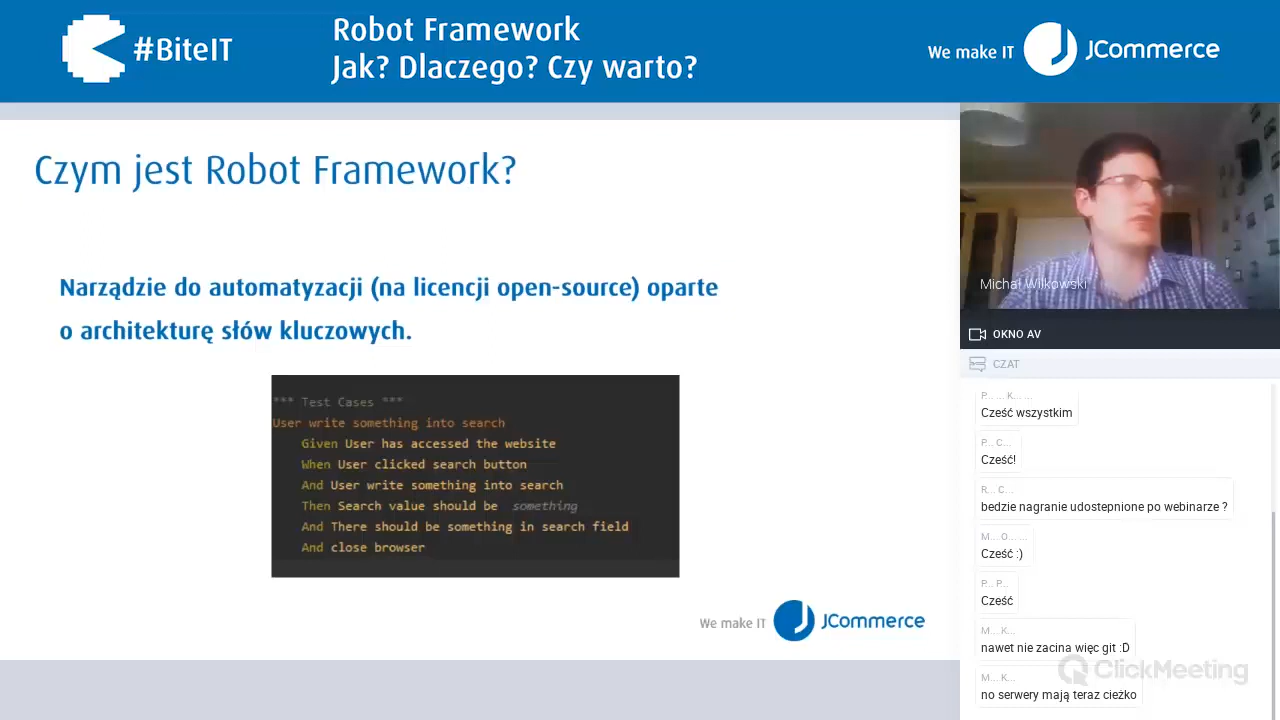 #BiteIT
Robot Framework
Jak? Dlaczego? Czy warto?
We make IT JCommerce
Czym jest Robot Framework?
Narządzie do automatyzacji (na licencji open-source) oparte
o architekturę słów kluczowych.
*** Test Cases ***
User write something into search
Given User has accessed the website
When User clicked search button
And User write something into search
Then Search value should be something
And There should be something in search field
And close browser
We make IT JCommerce
Michał Wilkowski
OKNO AV
CZAT
P... ... K... ...
Cześć wszystkim
P... C...
Cześć!
R... C...
bedzie nagranie udostepnione po webinarze ?
M... O... ...
Cześć :)
P... P...
Cześć
M... K...
nawet nie zacina więc git :D
M... K...
no serwery mają teraz cieżko
ClickMeeting